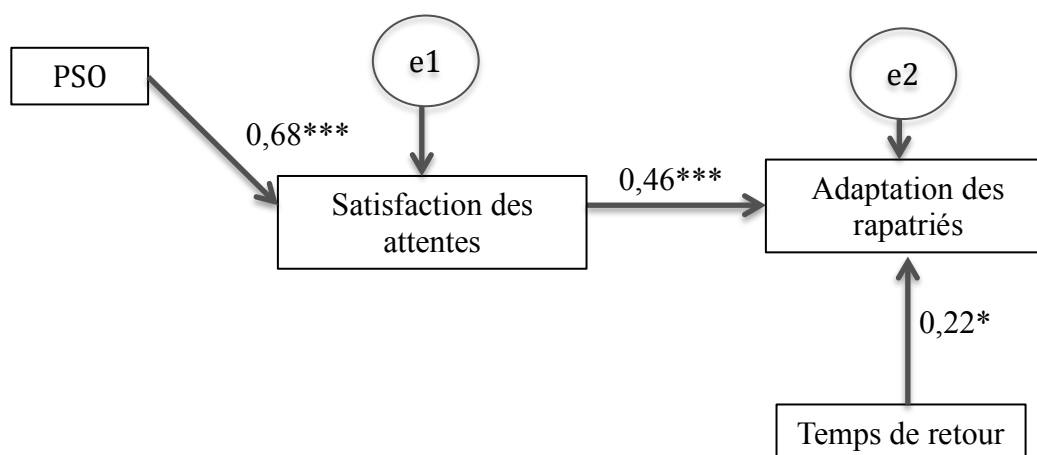 PSO
e1
e2
0,68***
0,46***
Satisfaction des
attentes
Adaptation des
rapatriés
0,22*
Temps de retour